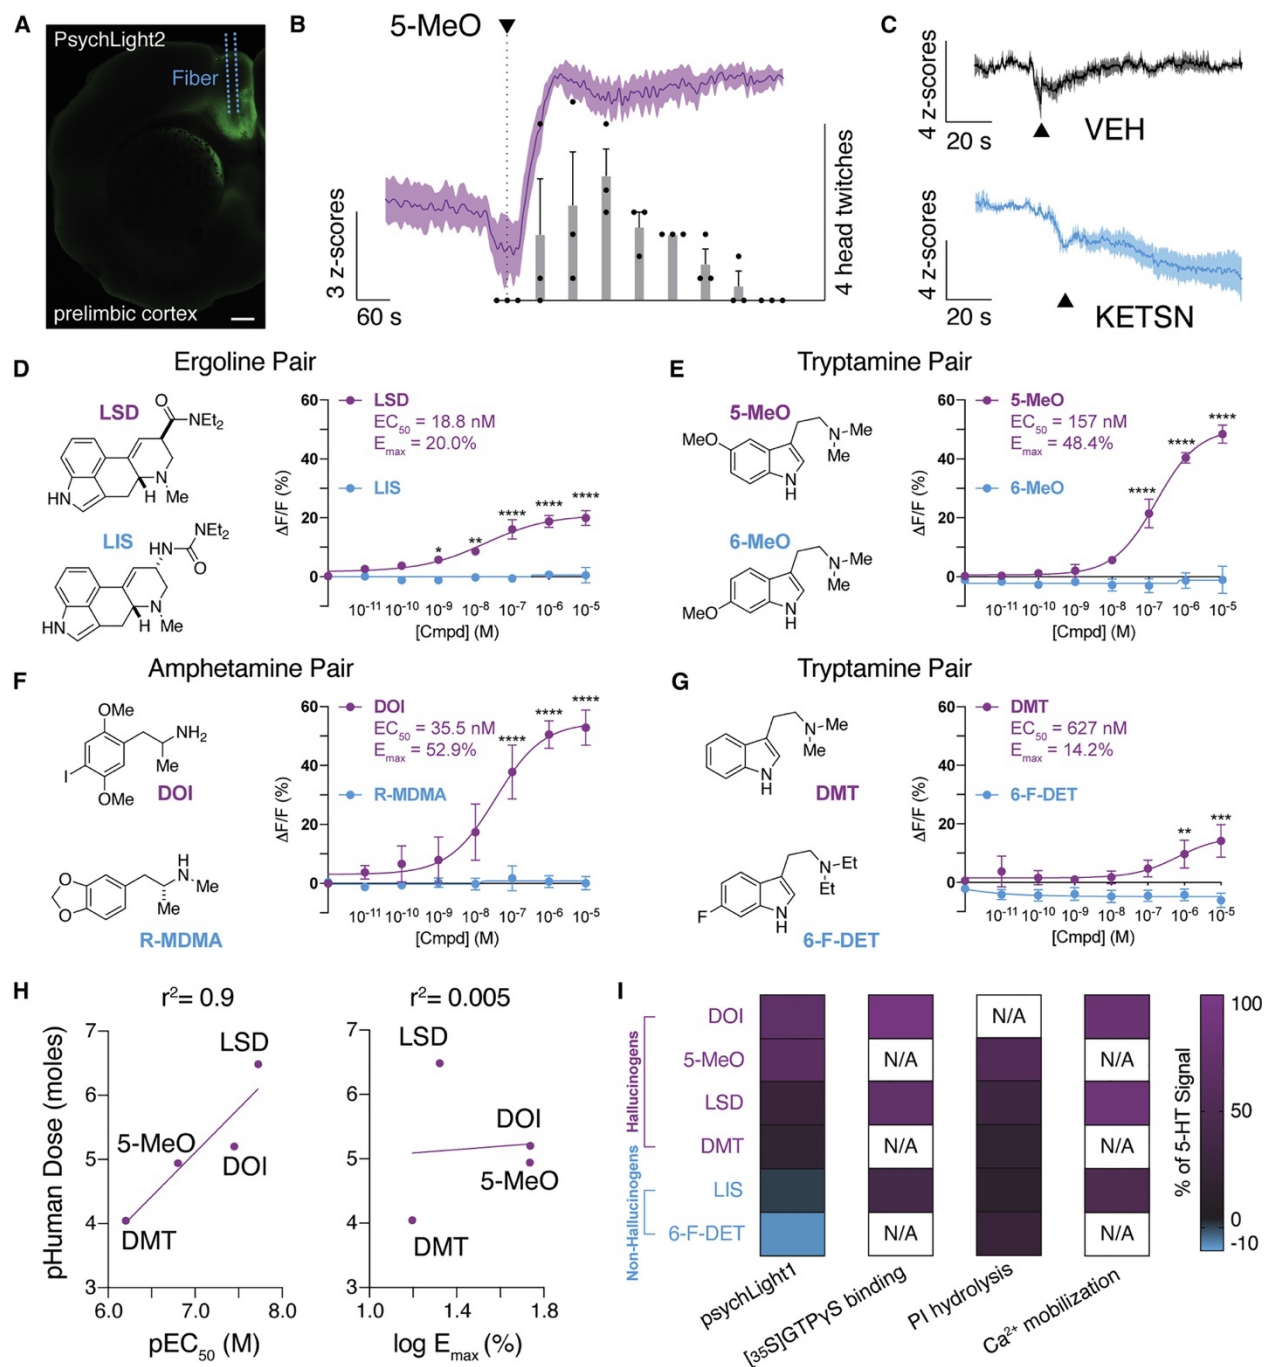 A
PsychLight2
Fiber
prelimbic cortex
B
5-MeO
3 z-scores
60 s
4 head twitches
C
4 z-scores
20 s
VEH
4 z-scores
20 s
KETSN
D
Ergoline Pair
LSD
O
NEt₂
N
Me
H
HN
LIS
HN
NEt₂
O
N
Me
H
HN
60
40
20
0
ΔF/F (%)
LSD
EC₅₀ = 18.8 nM
Eₘₐₓ = 20.0%
LIS
*
**
****
****
****
10⁻¹¹ 10⁻¹⁰ 10⁻⁹ 10⁻⁸ 10⁻⁷ 10⁻⁶ 10⁻⁵
[Cmpd] (M)
E
Tryptamine Pair
5-MeO
MeO
N
Me
Me
N
H
6-MeO
MeO
N
Me
Me
N
H
60
40
20
0
ΔF/F (%)
5-MeO
EC₅₀ = 157 nM
Eₘₐₓ = 48.4%
6-MeO
****
****
****
10⁻¹¹ 10⁻¹⁰ 10⁻⁹ 10⁻⁸ 10⁻⁷ 10⁻⁶ 10⁻⁵
[Cmpd] (M)
F
Amphetamine Pair
OMe
NH₂
Me
I
OMe
DOI
H
N
Me
O
O
Me
R-MDMA
60
40
20
0
ΔF/F (%)
DOI
EC₅₀ = 35.5 nM
Eₘₐₓ = 52.9%
R-MDMA
****
****
****
10⁻¹¹ 10⁻¹⁰ 10⁻⁹ 10⁻⁸ 10⁻⁷ 10⁻⁶ 10⁻⁵
[Cmpd] (M)
G
Tryptamine Pair
N
Me
Me
N
H
DMT
N
Et
Et
F
N
H
6-F-DET
60
40
20
0
ΔF/F (%)
DMT
EC₅₀ = 627 nM
Eₘₐₓ = 14.2%
6-F-DET
**
***
10⁻¹¹ 10⁻¹⁰ 10⁻⁹ 10⁻⁸ 10⁻⁷ 10⁻⁶ 10⁻⁵
[Cmpd] (M)
H
r²= 0.9
pHuman Dose (moles)
7
6
5
4
3
LSD
5-MeO
DOI
DMT
6.0 7.0 8.0
pEC₅₀ (M)
r²= 0.005
7
6
5
4
3
LSD
DOI
5-MeO
DMT
1.0 1.4 1.8
log Eₘₐₓ (%)
I
Hallucinogens
Non-Hallucinogens
DOI
N/A
5-MeO
N/A
N/A
LSD
DMT
N/A
N/A
LIS
6-F-DET
N/A
N/A
psychLight1
[³⁵S]GTPγS binding
PI hydrolysis
Ca²⁺ mobilization
100
50
0
-10
% of 5-HT Signal